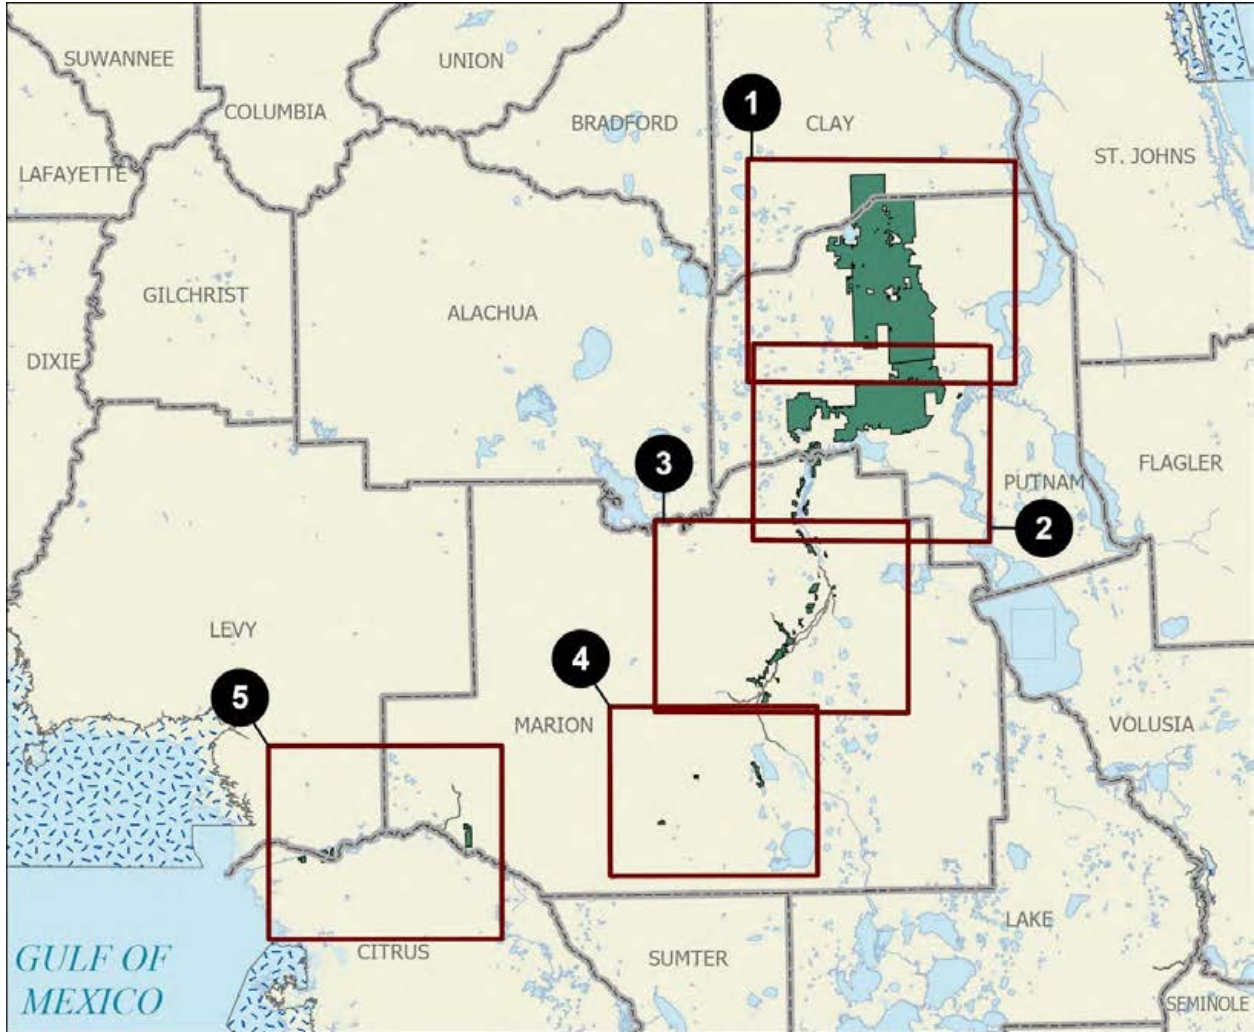 SUWANNEE
UNION
COLUMBIA
BRADFORD
1
CLAY
ST. JOHNS
LAFAYETTE
GILCHRIST
ALACHUA
DIXIE
3
FLAGLER
PUTNAM
2
LEVY
4
5
MARION
VOLUSIA
LAKE
CITRUS
SUMTER
GULF OF
MEXICO
SEMINOLE